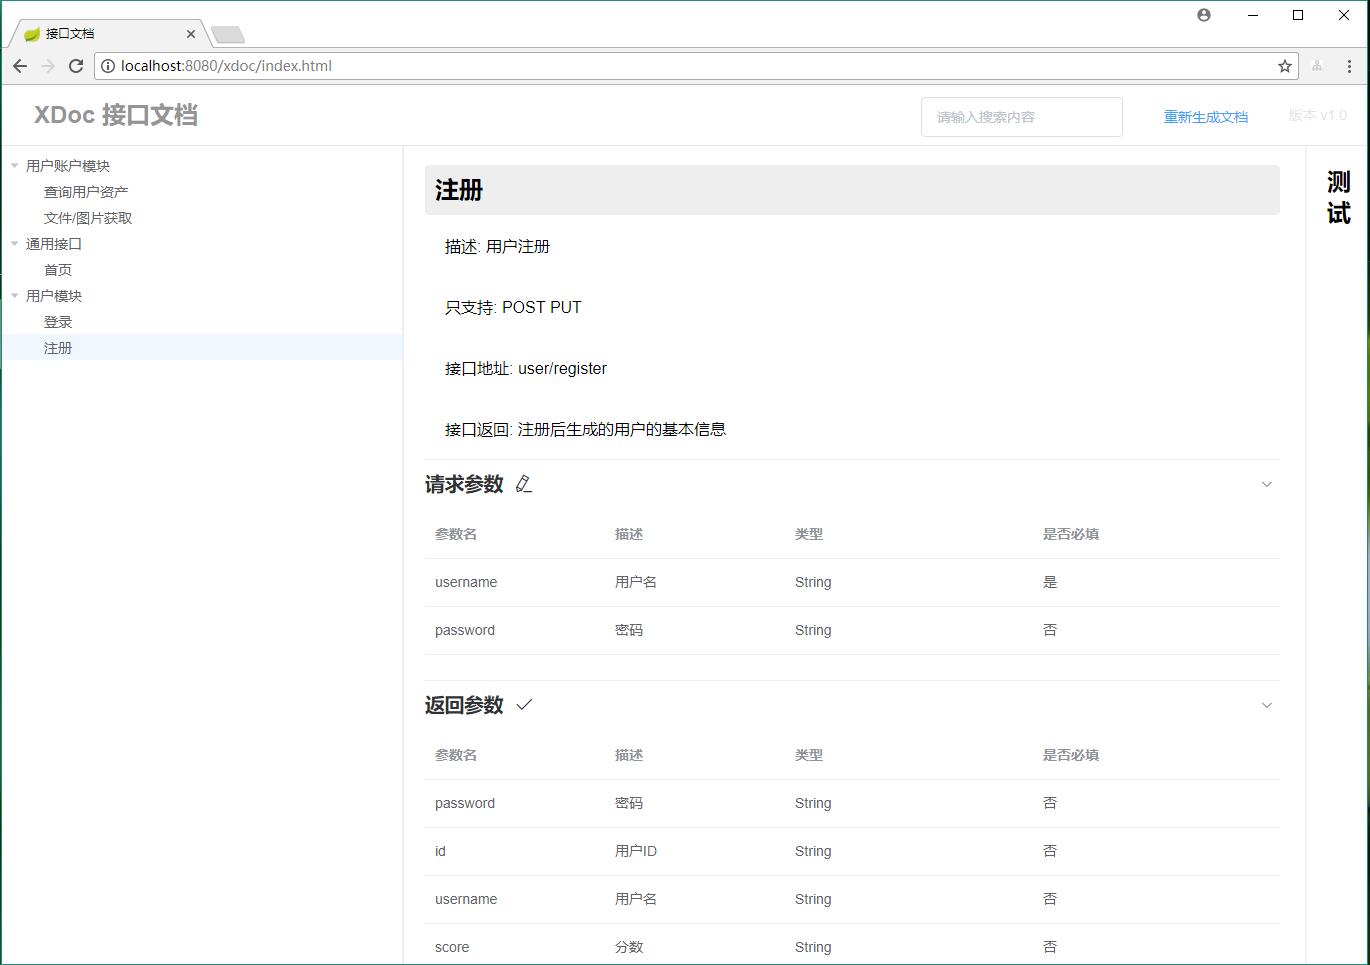 接口文档
localhost:8080/xdoc/index.html
XDoc 接口文档
请输入搜索内容
重新生成文档
版本 v1.0
用户账户模块
查询用户资产
文件/图片获取
通用接口
首页
用户模块
登录
注册
注册
描述: 用户注册
只支持: POST PUT
接口地址: user/register
接口返回: 注册后生成的用户的基本信息
请求参数
参数名 描述 类型 是否必填
username 用户名 String 是
password 密码 String 否
返回参数
参数名 描述 类型 是否必填
password 密码 String 否
id 用户ID String 否
username 用户名 String 否
score 分数 String 否
测
试